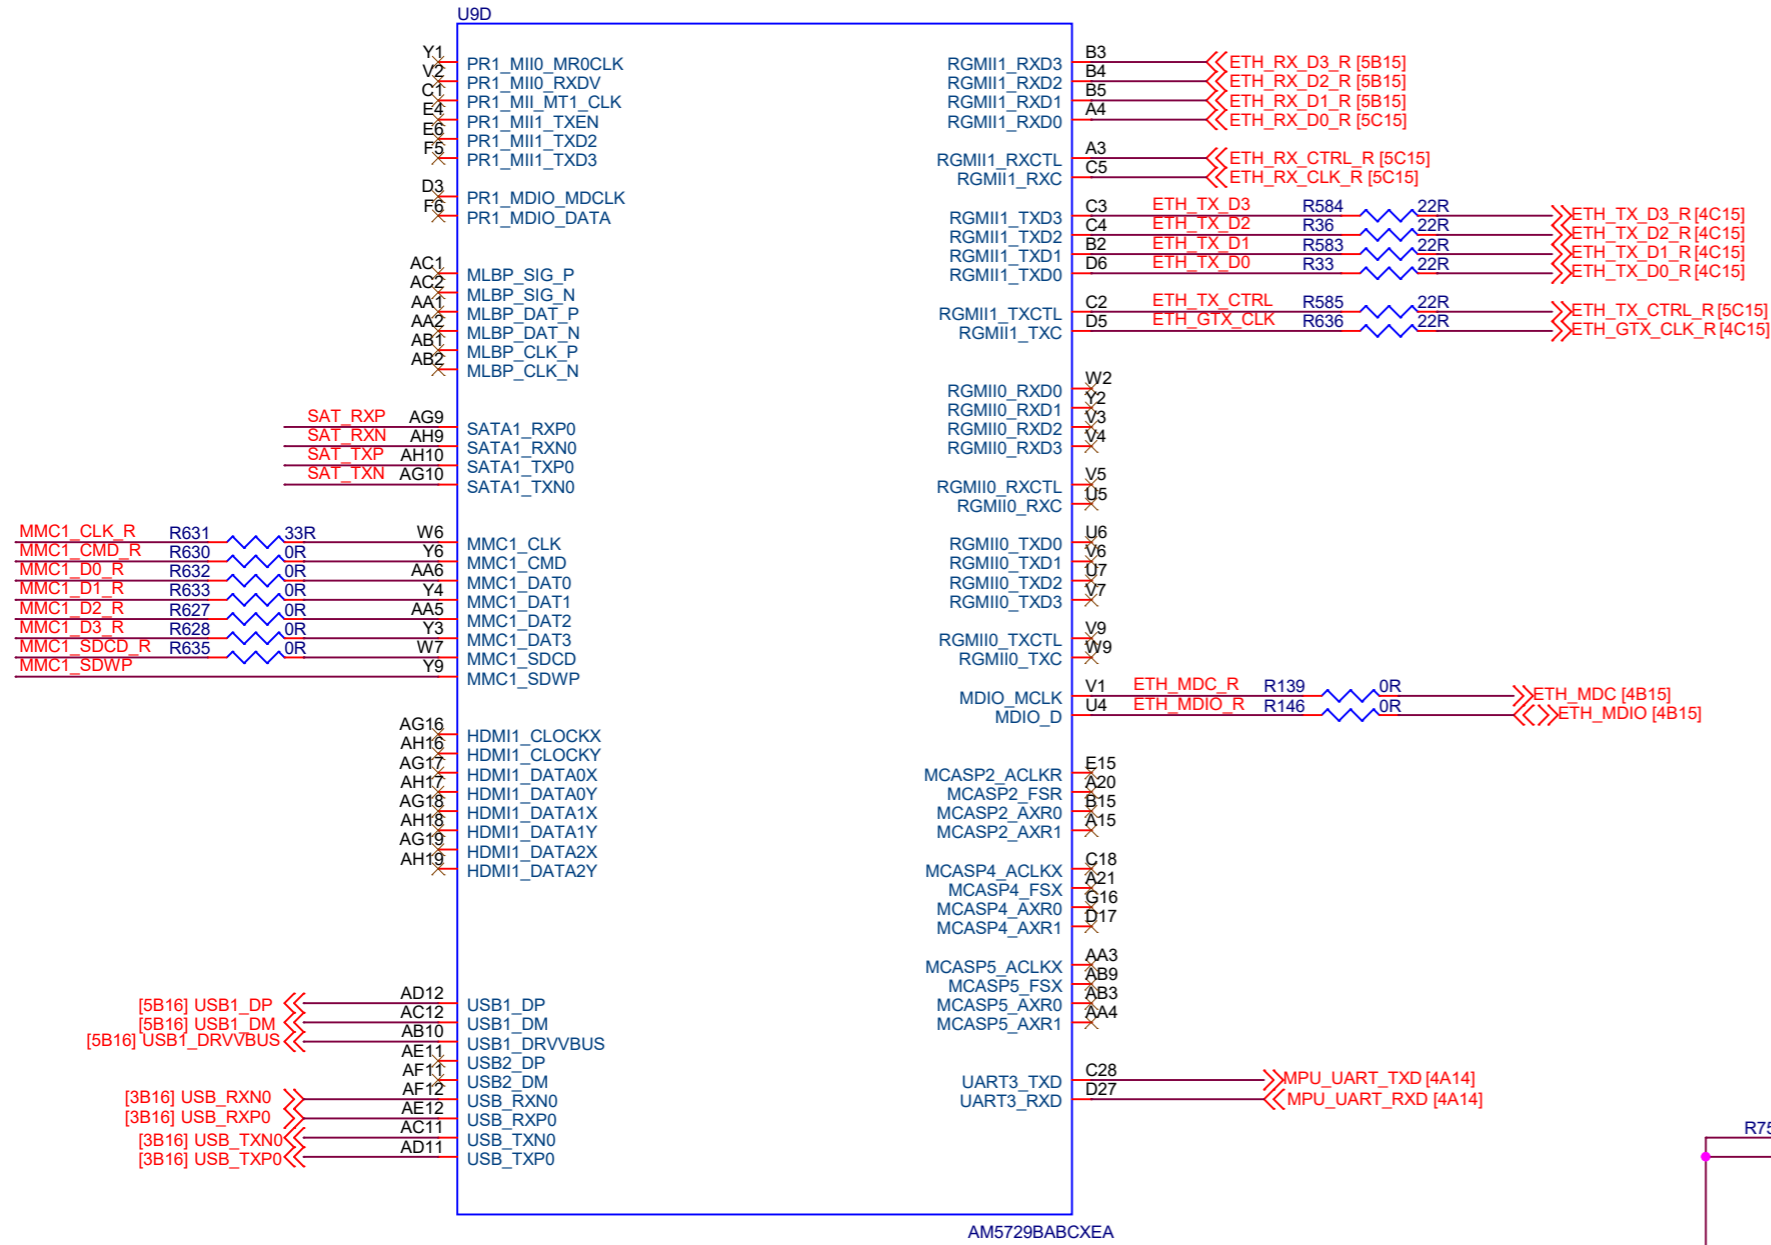 U9D
Y1 PR1_MII0_MR0CLK
V2 PR1_MII0_RXDV
C1 PR1_MII_MT1_CLK
E4 PR1_MII1_TXEN
E6 PR1_MII1_TXD2
F5 PR1_MII1_TXD3
D3 PR1_MDIO_MDCLK
F6 PR1_MDIO_DATA
AC1 MLBP_SIG_P
AC2 MLBP_SIG_N
AA1 MLBP_DAT_P
AA2 MLBP_DAT_N
AB1 MLBP_CLK_P
AB2 MLBP_CLK_N
SAT_RXP AG9 SATA1_RXP0
SAT_RXN AH9 SATA1_RXN0
SAT_TXP AH10 SATA1_TXP0
SAT_TXN AG10 SATA1_TXN0
MMC1_CLK_R R631 33R W6 MMC1_CLK
MMC1_CMD_R R630 0R Y6 MMC1_CMD
MMC1_D0_R R632 0R AA6 MMC1_DAT0
MMC1_D1_R R633 0R Y4 MMC1_DAT1
MMC1_D2_R R627 0R AA5 MMC1_DAT2
MMC1_D3_R R628 0R Y3 MMC1_DAT3
MMC1_SDCD_R R635 0R W7 MMC1_SDCD
MMC1_SDWP Y9 MMC1_SDWP
AG16 HDMI1_CLOCKX
AH16 HDMI1_CLOCKY
AG17 HDMI1_DATA0X
AH17 HDMI1_DATA0Y
AG18 HDMI1_DATA1X
AH18 HDMI1_DATA1Y
AG19 HDMI1_DATA2X
AH19 HDMI1_DATA2Y
[5B16] USB1_DP AD12 USB1_DP
[5B16] USB1_DM AC12 USB1_DM
[5B16] USB1_DRVVBUS AB10 USB1_DRVVBUS
AE11 USB2_DP
AF11 USB2_DM
[3B16] USB_RXN0 AF12 USB_RXN0
[3B16] USB_RXP0 AE12 USB_RXP0
[3B16] USB_TXN0 AC11 USB_TXN0
[3B16] USB_TXP0 AD11 USB_TXP0
RGMII1_RXD3 B3 ETH_RX_D3_R [5B15]
RGMII1_RXD2 B4 ETH_RX_D2_R [5B15]
RGMII1_RXD1 B5 ETH_RX_D1_R [5B15]
RGMII1_RXD0 A4 ETH_RX_D0_R [5C15]
RGMII1_RXCTL A3 ETH_RX_CTRL_R [5C15]
RGMII1_RXC C5 ETH_RX_CLK_R [5C15]
RGMII1_TXD3 C3 ETH_TX_D3 R584 22R ETH_TX_D3_R [4C15]
RGMII1_TXD2 C4 ETH_TX_D2 R36 22R ETH_TX_D2_R [4C15]
RGMII1_TXD1 B2 ETH_TX_D1 R583 22R ETH_TX_D1_R [4C15]
RGMII1_TXD0 D6 ETH_TX_D0 R33 22R ETH_TX_D0_R [4C15]
RGMII1_TXCTL C2 ETH_TX_CTRL R585 22R ETH_TX_CTRL_R [5C15]
RGMII1_TXC D5 ETH_GTX_CLK R636 22R ETH_GTX_CLK_R [4C15]
RGMII0_RXD0 W2
RGMII0_RXD1 Y2
RGMII0_RXD2 V3
RGMII0_RXD3 V4
RGMII0_RXCTL V5
RGMII0_RXC U5
RGMII0_TXD0 U6
RGMII0_TXD1 V6
RGMII0_TXD2 U7
RGMII0_TXD3 V7
RGMII0_TXCTL V9
RGMII0_TXC W9
MDIO_MCLK V1 ETH_MDC_R R139 0R ETH_MDC [4B15]
MDIO_D U4 ETH_MDIO_R R146 0R ETH_MDIO [4B15]
MCASP2_ACLKR E15
MCASP2_FSR A20
MCASP2_AXR0 B15
MCASP2_AXR1 A15
MCASP4_ACLKX C18
MCASP4_FSX A21
MCASP4_AXR0 G16
MCASP4_AXR1 D17
MCASP5_ACLKX AA3
MCASP5_FSX AB9
MCASP5_AXR0 AB3
MCASP5_AXR1 AA4
UART3_TXD C28 MPU_UART_TXD [4A14]
UART3_RXD D27 MPU_UART_RXD [4A14]
R75
AM5729BABCXEA